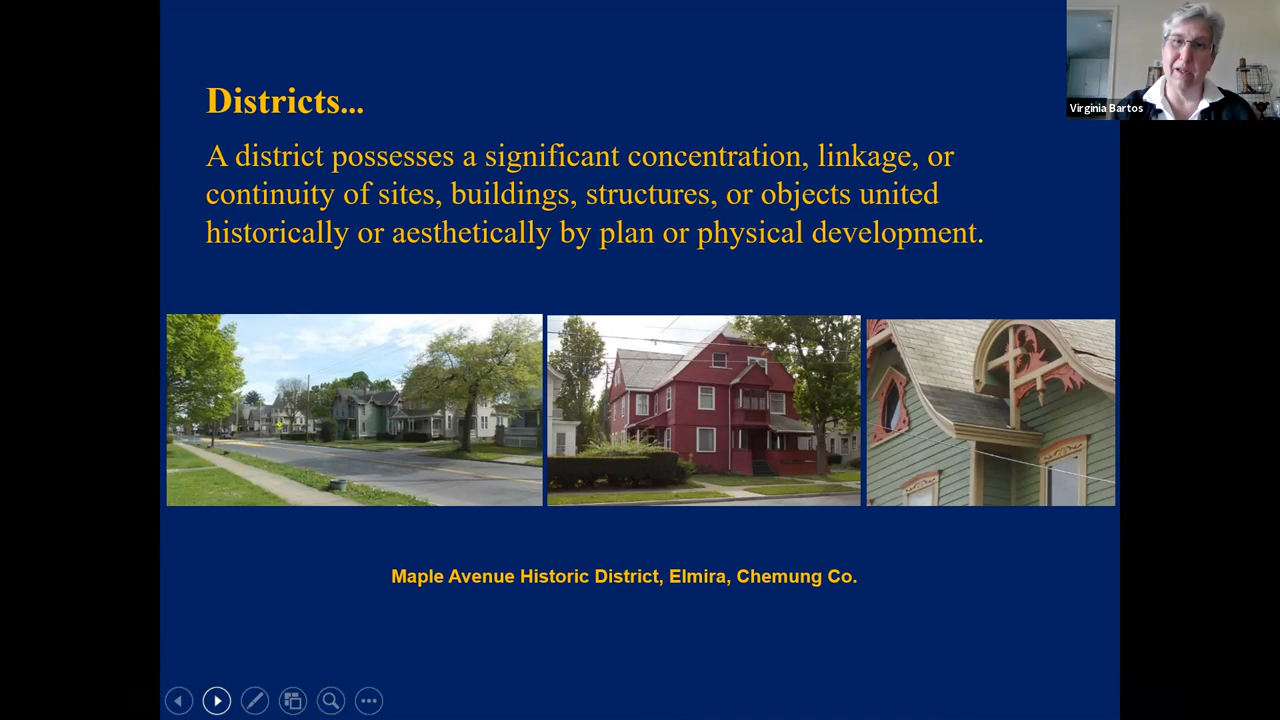 Virginia Bartos
Districts...
A district possesses a significant concentration, linkage, or
continuity of sites, buildings, structures, or objects united
historically or aesthetically by plan or physical development.
Maple Avenue Historic District, Elmira, Chemung Co.